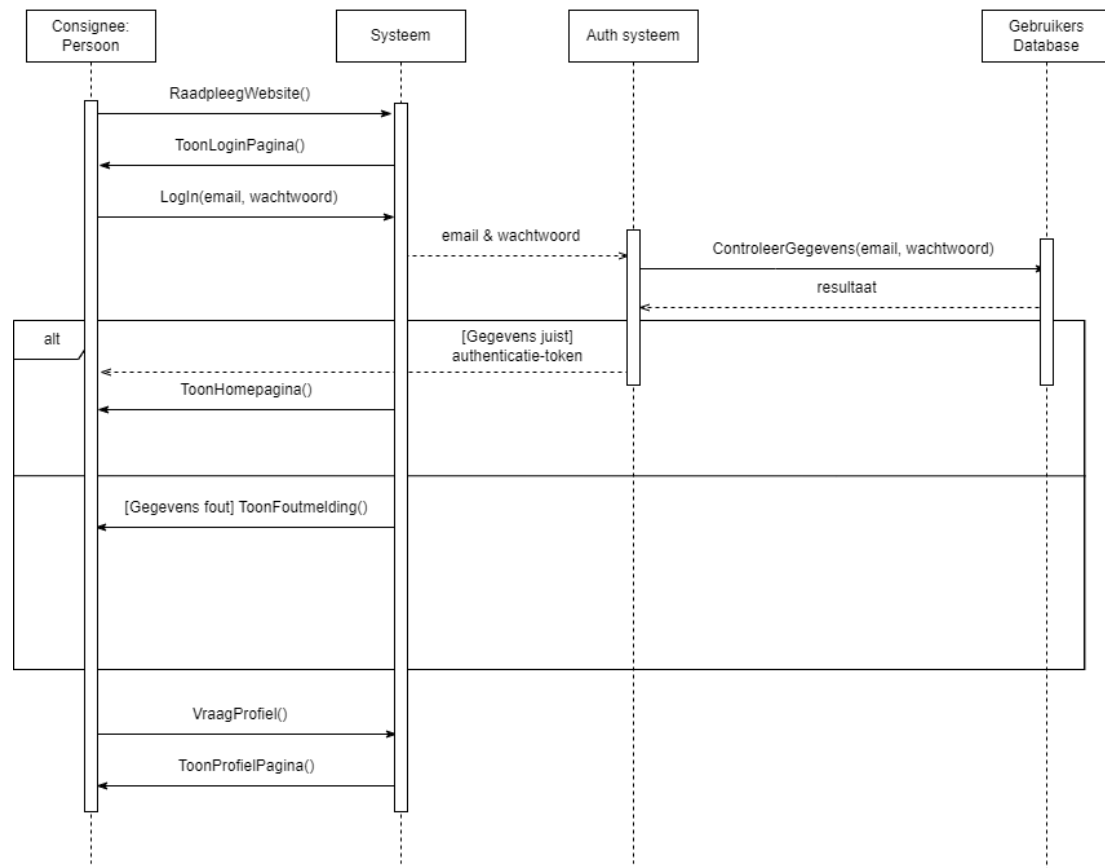 Consignee:
Persoon
Systeem
Auth systeem
Gebruikers
Database
RaadpleegWebsite()
ToonLoginPagina()
LogIn(email, wachtwoord)
email & wachtwoord
ControleerGegevens(email, wachtwoord)
resultaat
alt
[Gegevens juist]
authenticatie-token
ToonHomepagina()
[Gegevens fout] ToonFoutmelding()
VraagProfiel()
ToonProfielPagina()